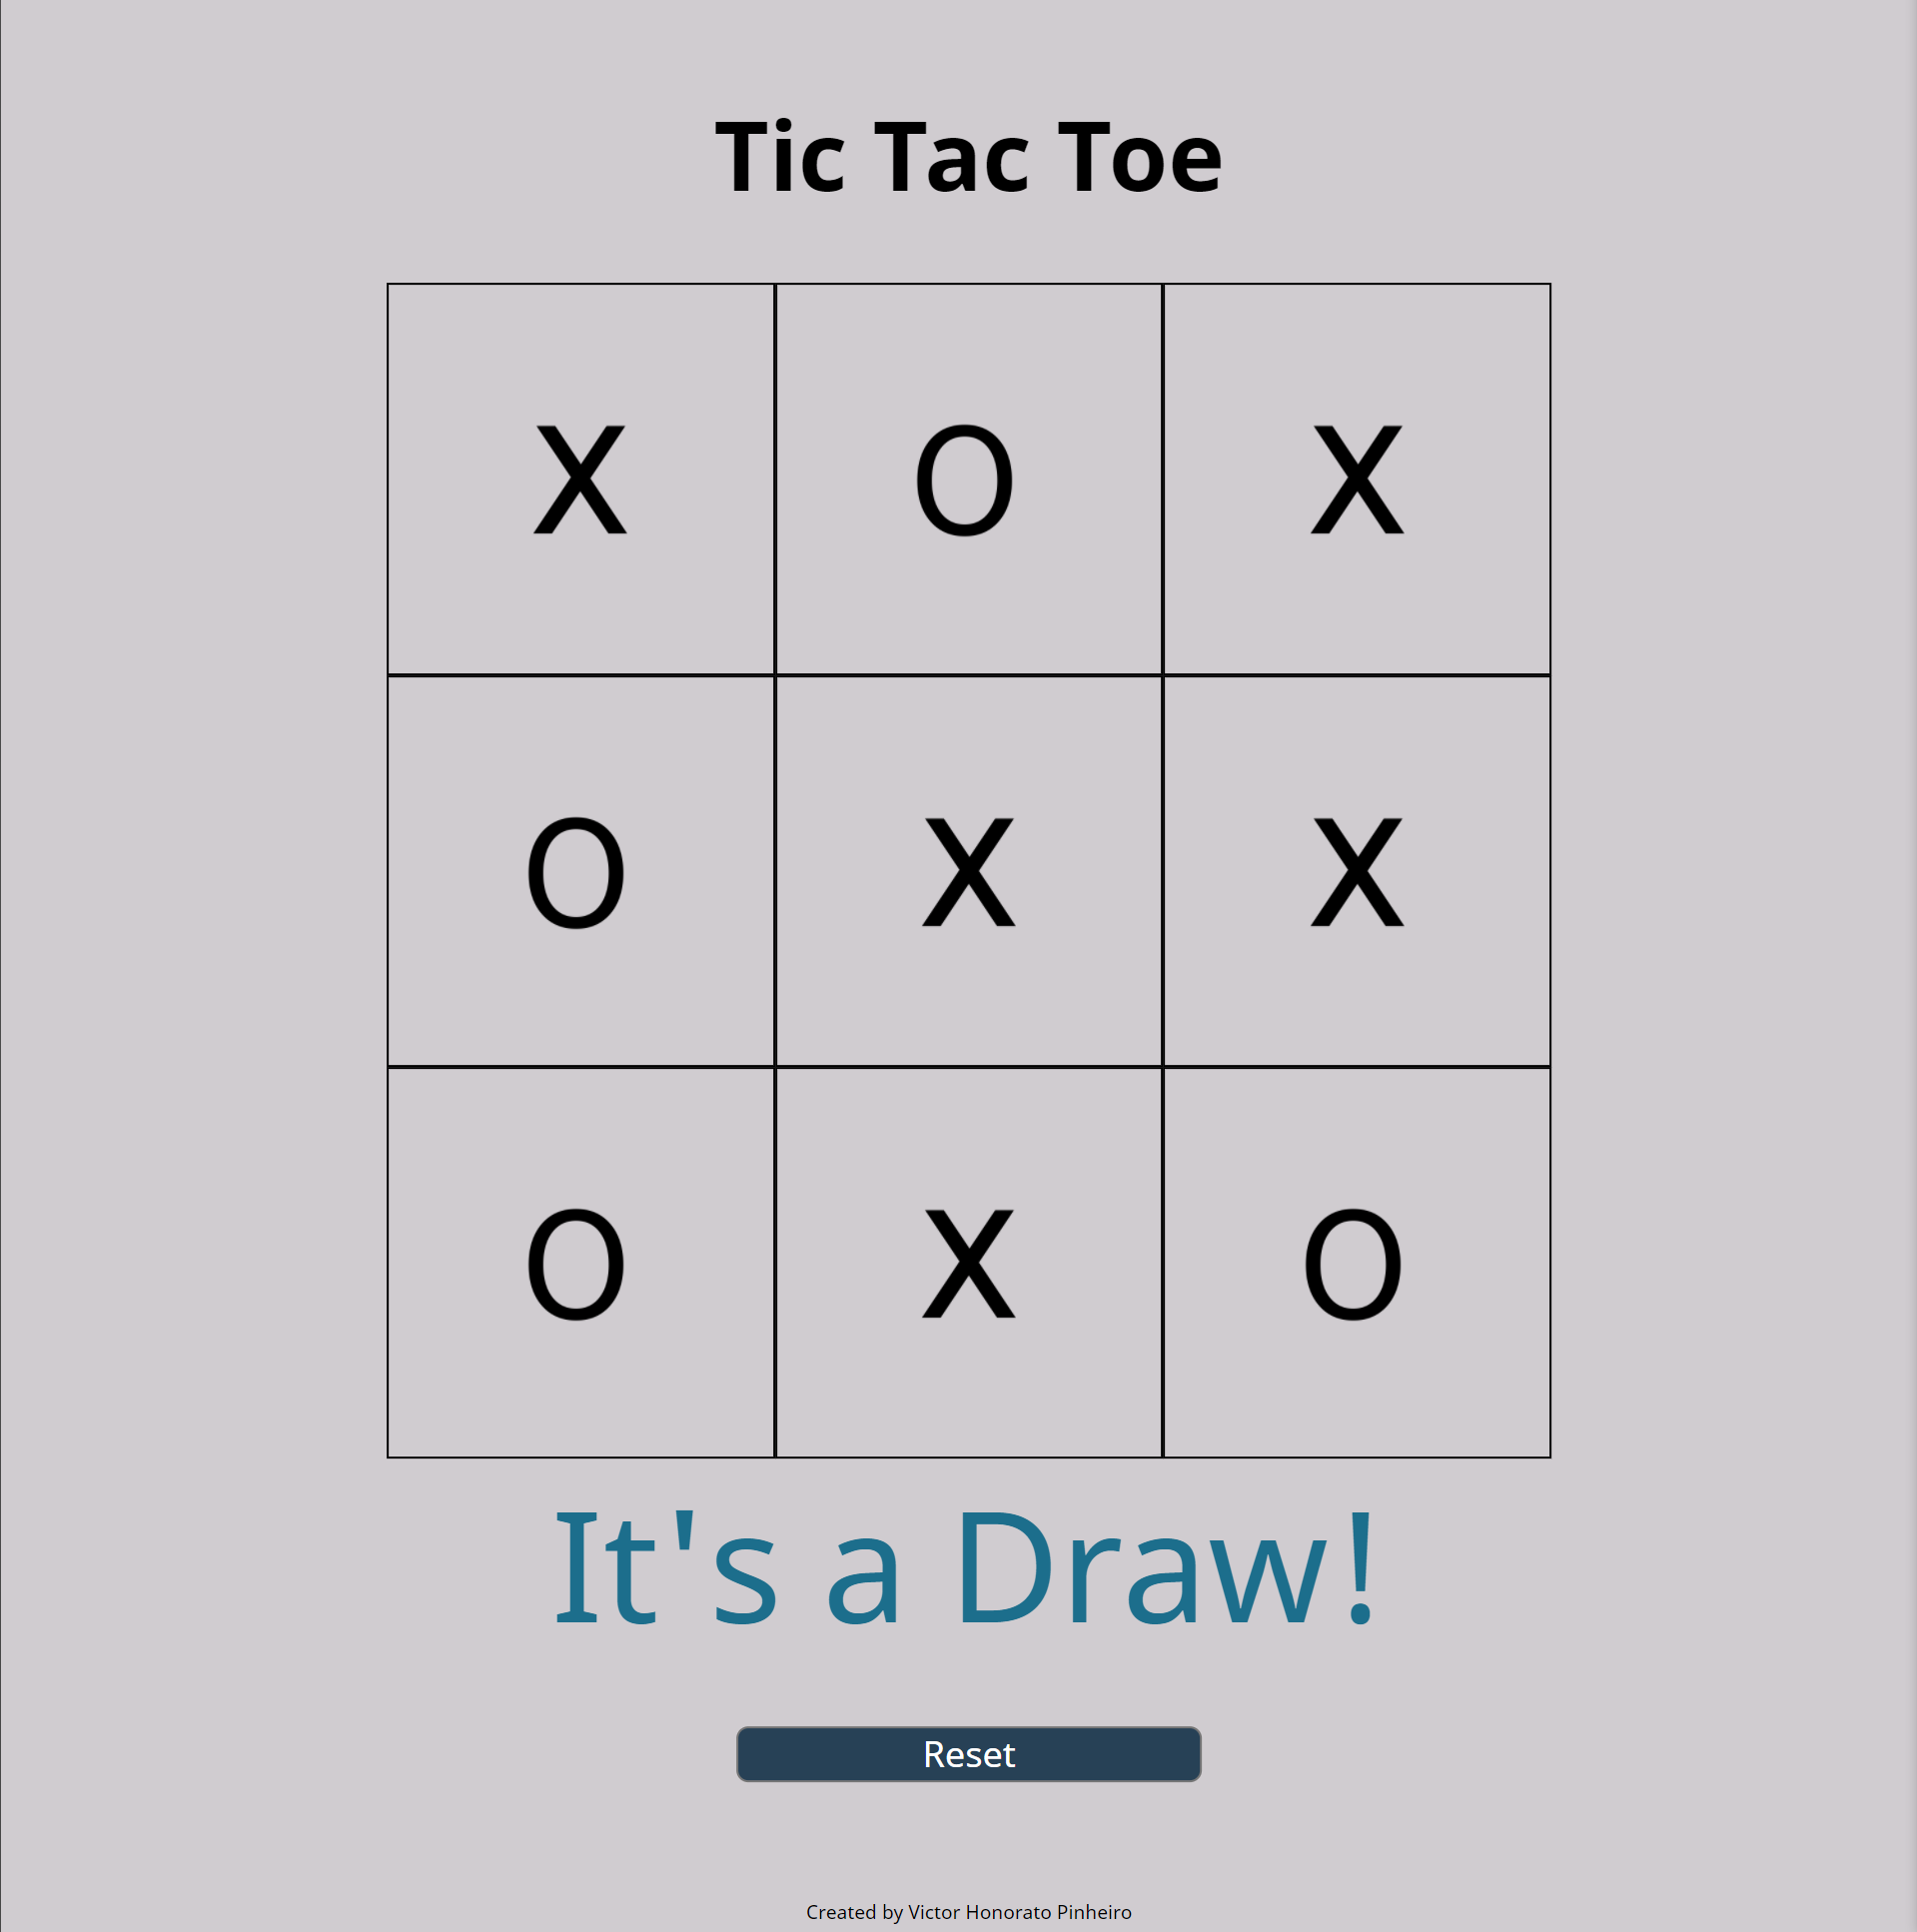 Tic Tac Toe
X O X
O X X
O X O
It's a Draw!
Reset
Created by Victor Honorato Pinheiro